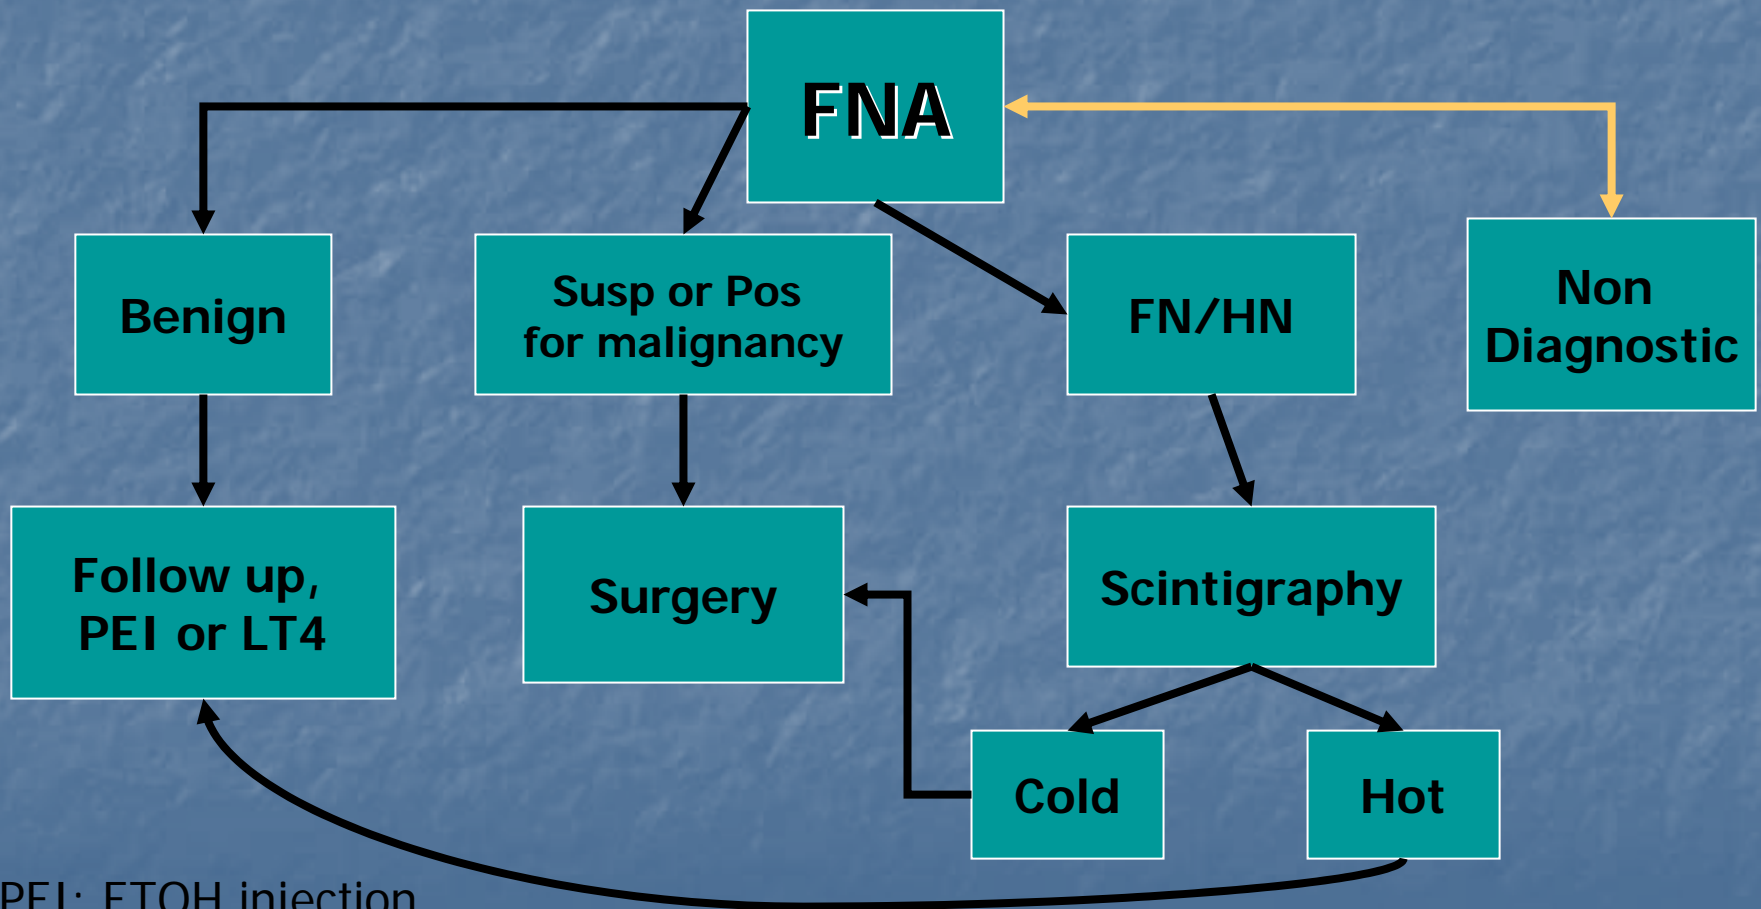 FNA
Benign
Susp or Pos
for malignancy
FN/HN
Non
Diagnostic
Follow up,
PEI or LT4
Surgery
Scintigraphy
Cold
Hot
PEI: ETOH injection